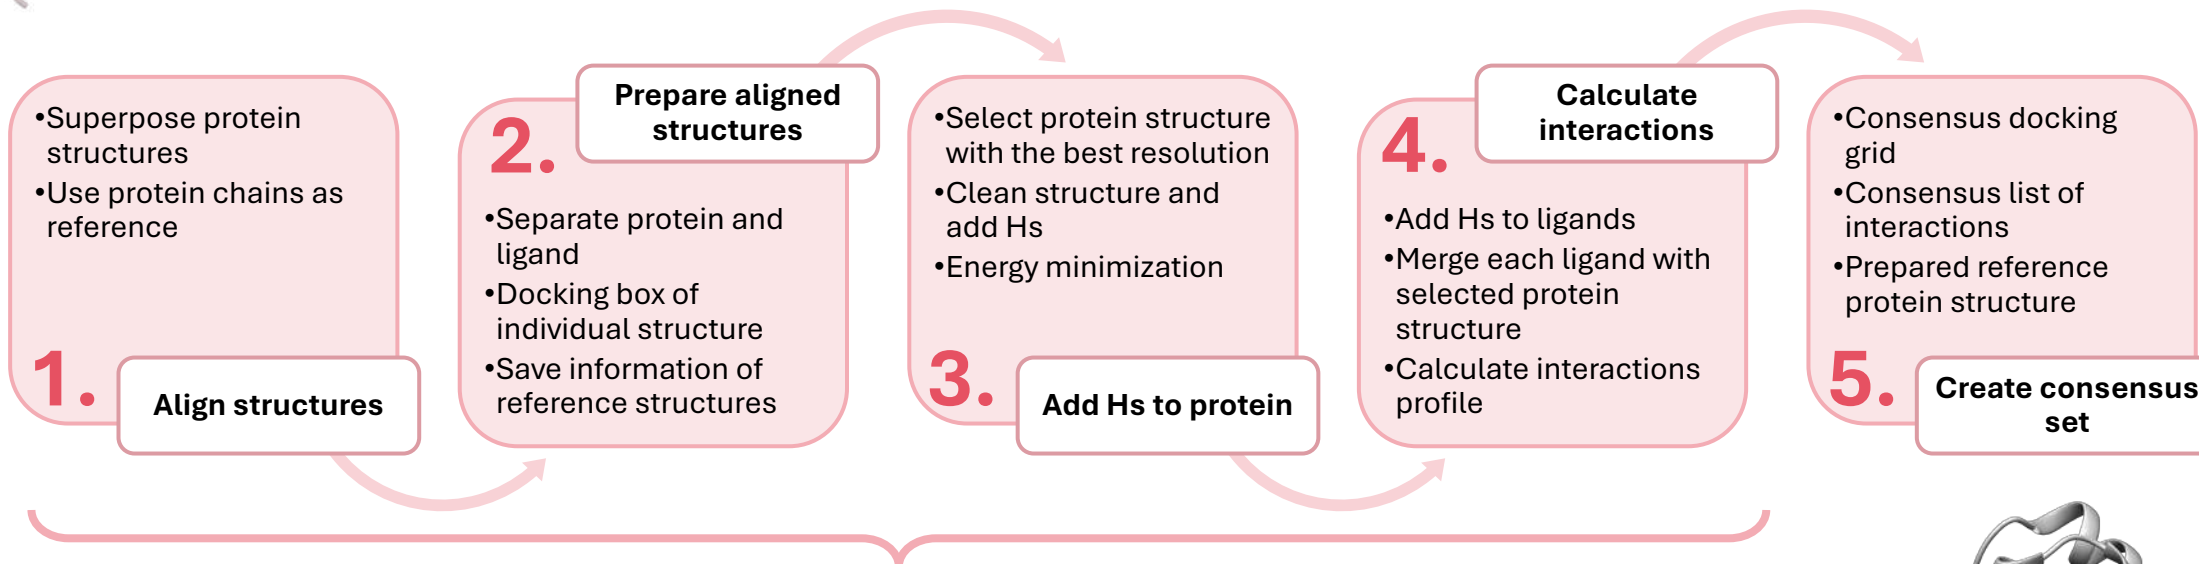 •Superpose protein
structures
•Use protein chains as
reference
1.
Align structures
Prepare aligned
structures
2.
•Separate protein and
ligand
•Docking box of
individual structure
•Save information of
reference structures
•Select protein structure
with the best resolution
•Clean structure and
add Hs
•Energy minimization
3.
Add Hs to protein
Calculate
interactions
4.
•Add Hs to ligands
•Merge each ligand with
selected protein
structure
•Calculate interactions
profile
•Consensus docking
grid
•Consensus list of
interactions
•Prepared reference
protein structure
5.
Create consensus
set